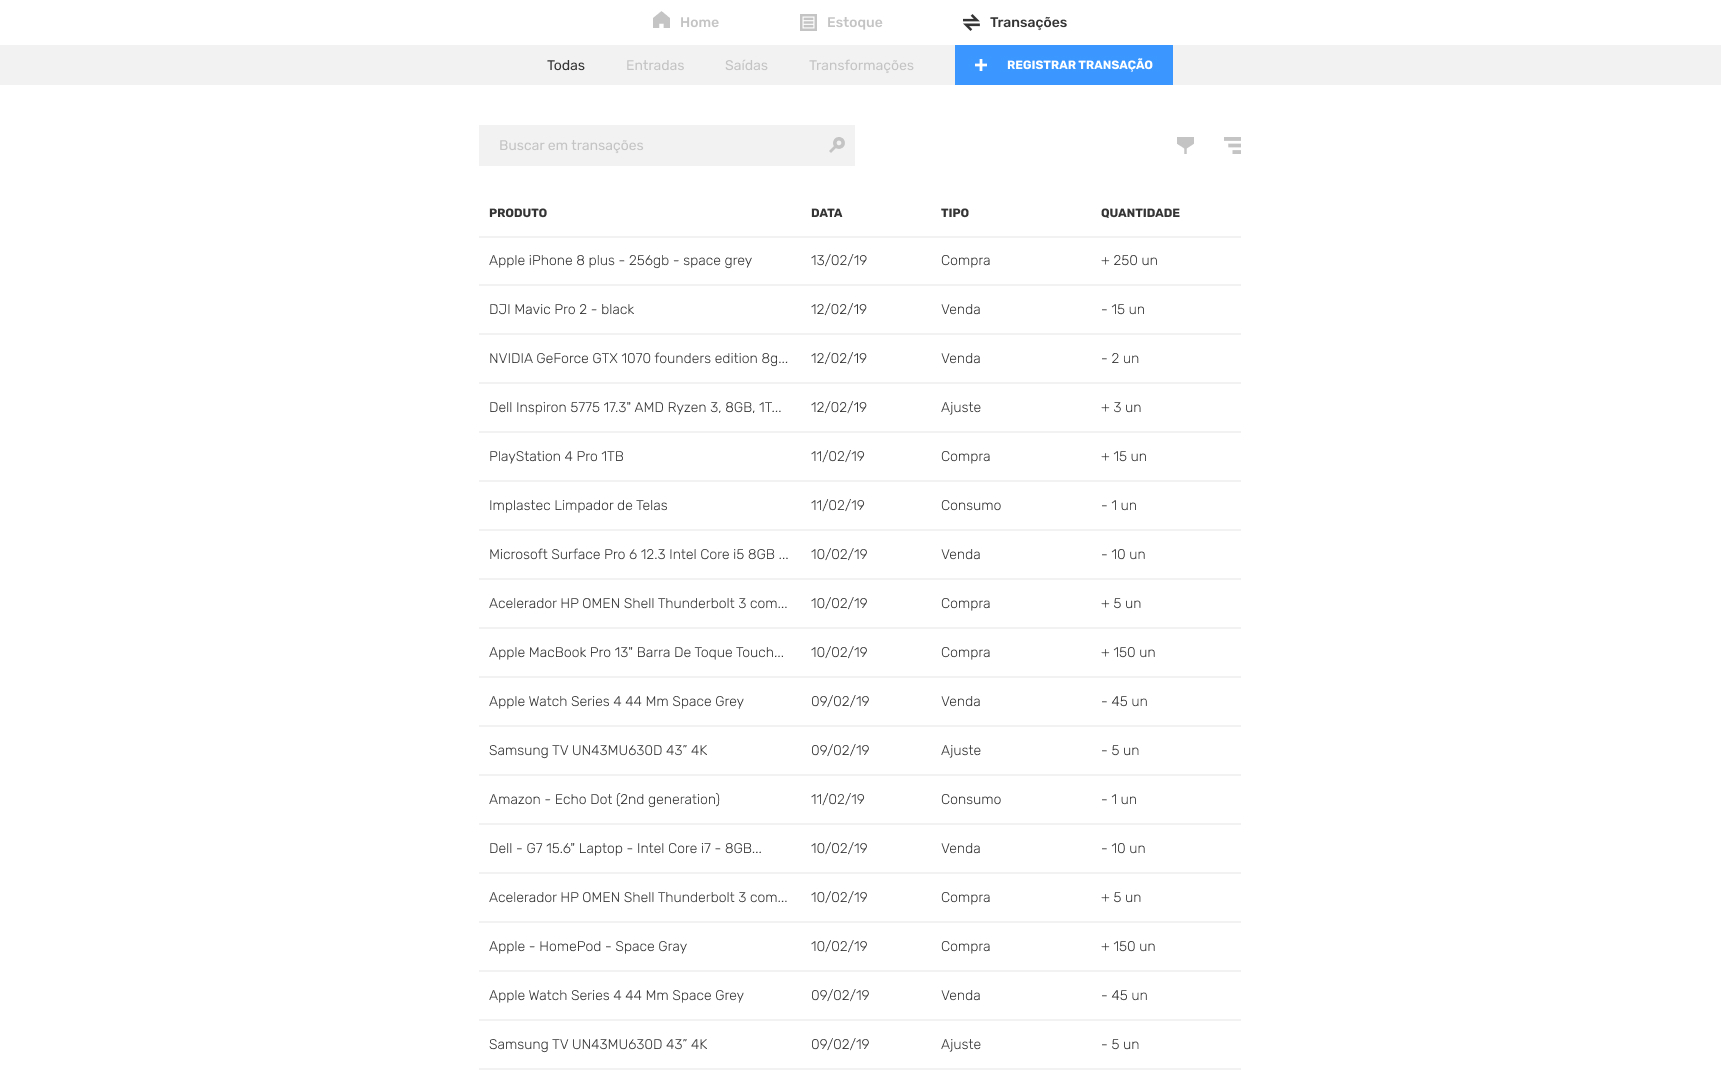 Home Estoque Transações
Todas Entradas Saídas Transformações REGISTRAR TRANSAÇÃO
Buscar em transações
PRODUTO DATA TIPO QUANTIDADE
Apple iPhone 8 plus - 256gb - space grey 13/02/19 Compra + 250 un
DJI Mavic Pro 2 - black 12/02/19 Venda - 15 un
NVIDIA GeForce GTX 1070 founders edition 8g... 12/02/19 Venda - 2 un
Dell Inspiron 5775 17.3" AMD Ryzen 3, 8GB, 1T... 12/02/19 Ajuste + 3 un
PlayStation 4 Pro 1TB 11/02/19 Compra + 15 un
Implastec Limpador de Telas 11/02/19 Consumo - 1 un
Microsoft Surface Pro 6 12.3 Intel Core i5 8GB ... 10/02/19 Venda - 10 un
Acelerador HP OMEN Shell Thunderbolt 3 com... 10/02/19 Compra + 5 un
Apple MacBook Pro 13" Barra De Toque Touch... 10/02/19 Compra + 150 un
Apple Watch Series 4 44 Mm Space Grey 09/02/19 Venda - 45 un
Samsung TV UN43MU630D 43” 4K 09/02/19 Ajuste - 5 un
Amazon - Echo Dot (2nd generation) 11/02/19 Consumo - 1 un
Dell - G7 15.6" Laptop - Intel Core i7 - 8GB... 10/02/19 Venda - 10 un
Acelerador HP OMEN Shell Thunderbolt 3 com... 10/02/19 Compra + 5 un
Apple - HomePod - Space Gray 10/02/19 Compra + 150 un
Apple Watch Series 4 44 Mm Space Grey 09/02/19 Venda - 45 un
Samsung TV UN43MU630D 43” 4K 09/02/19 Ajuste - 5 un